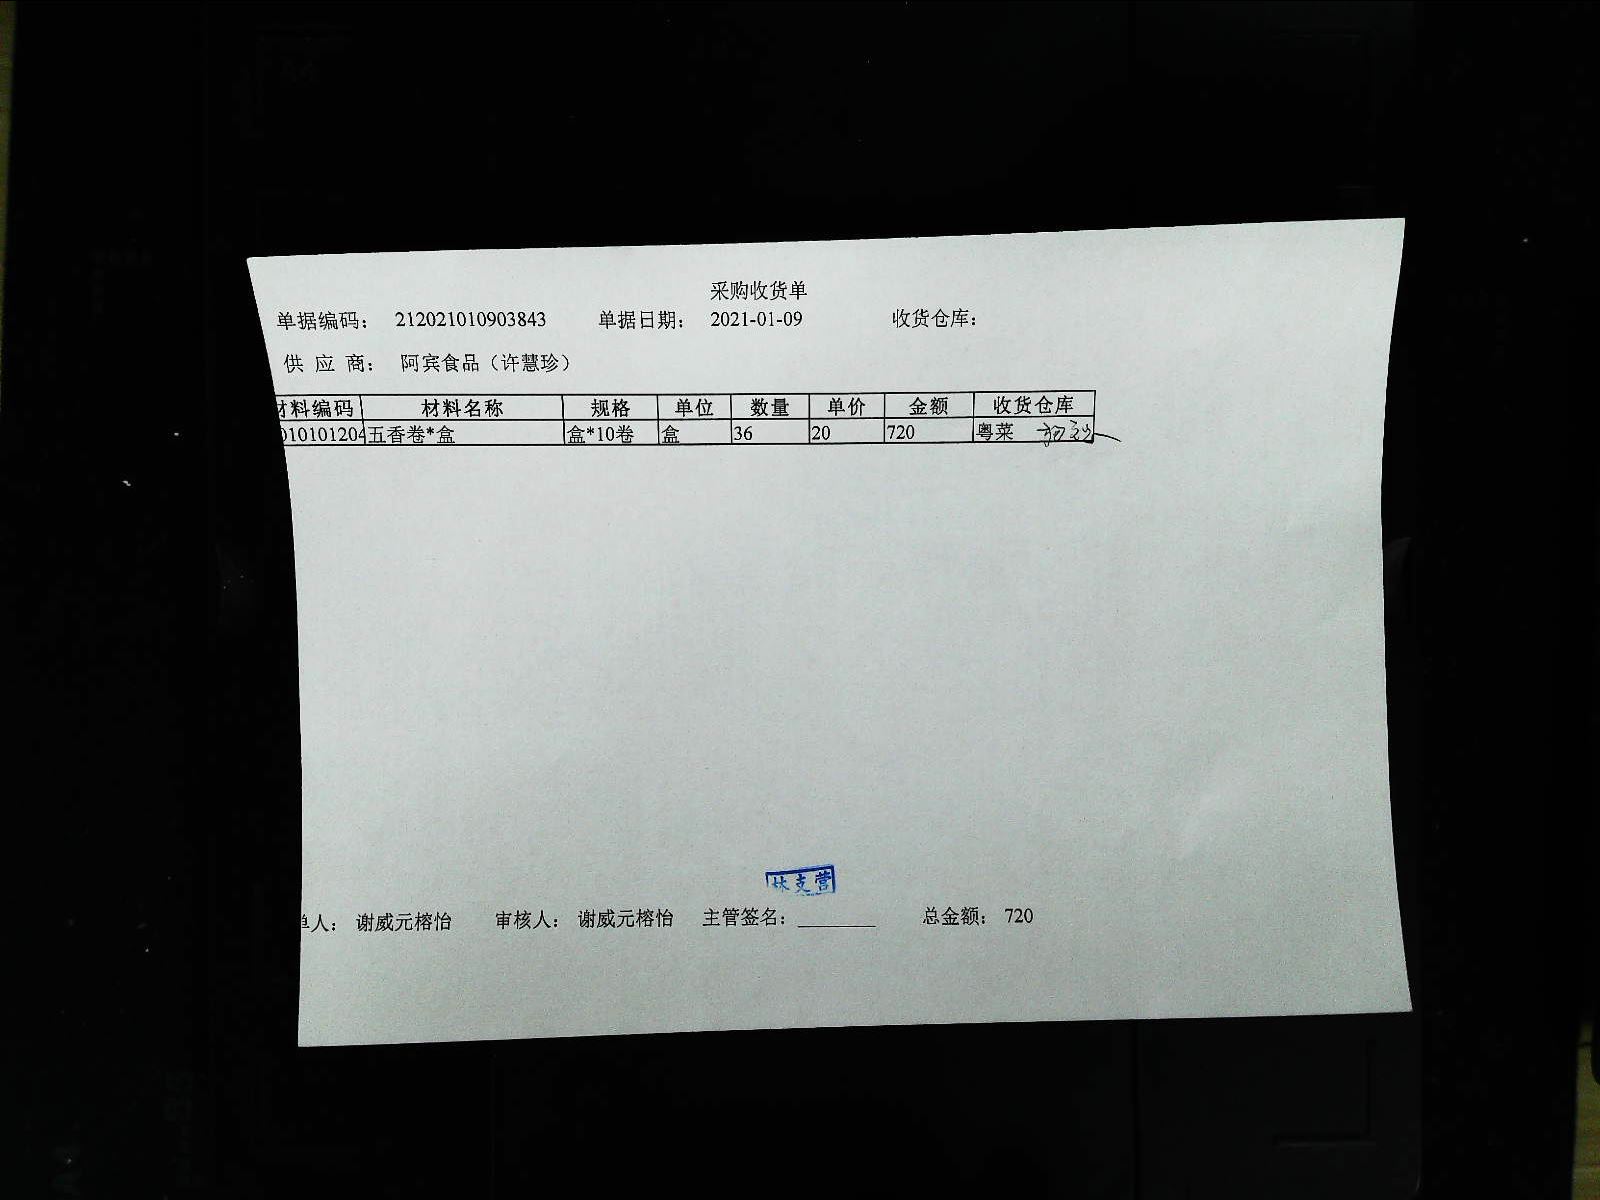 采购收货单
单据编码： 212021010903843 单据日期： 2021-01-09 收货仓库：
供 应 商： 阿宾食品（许慧珍）
材料编码 材料名称 规格 单位 数量 单价 金额 收货仓库
010101204 五香卷*盒 盒*10卷 盒 36 20 720 粤菜
林支营
单人： 谢威元榕怡 审核人： 谢威元榕怡 主管签名：________ 总金额： 720